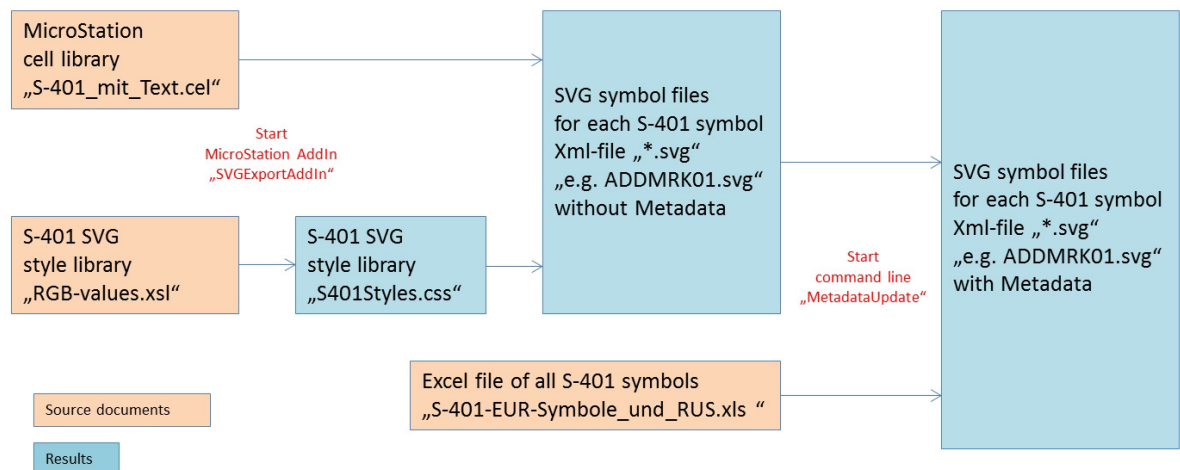 MicroStation
cell library
„S-401_mit_Text.cel“
Start
MicroStation AddIn
„SVGExportAddIn“
S-401 SVG
style library
„RGB-values.xsl“
S-401 SVG
style library
„S401Styles.css“
SVG symbol files
for each S-401 symbol
Xml-file „*.svg“
„e.g. ADDMRK01.svg“
without Metadata
Start
command line
„MetadataUpdate“
SVG symbol files
for each S-401 symbol
Xml-file „*.svg“
„e.g. ADDMRK01.svg“
with Metadata
Excel file of all S-401 symbols
„S-401-EUR-Symbole_und_RUS.xls “
Source documents
Results